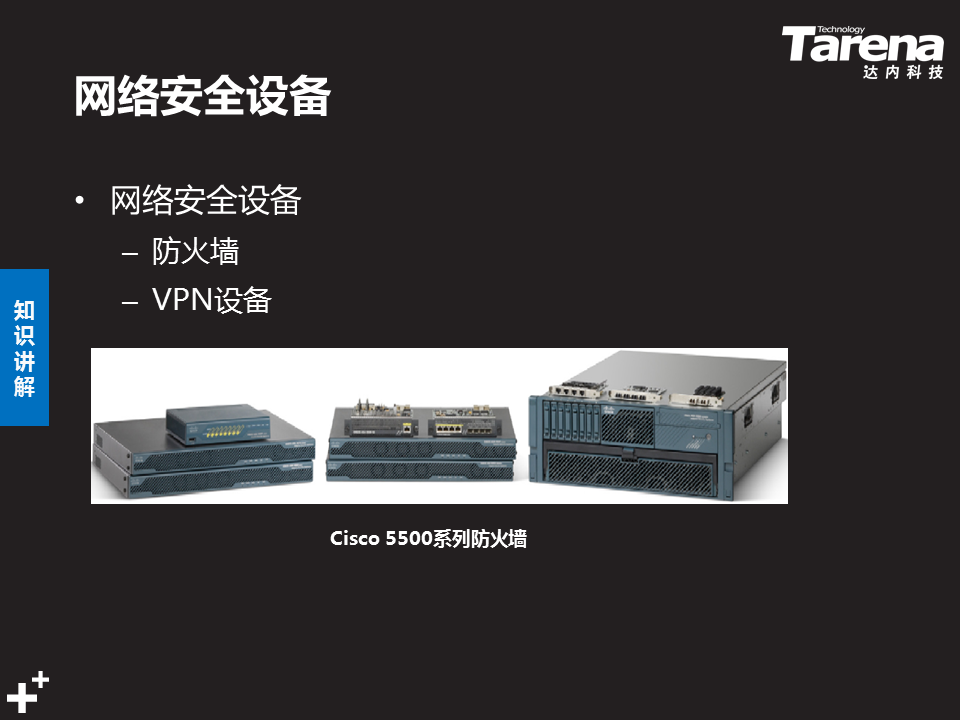 Technology
Tarena
达内科技
网络安全设备
• 网络安全设备
– 防火墙
– VPN设备
知
识
讲
解
Cisco 5500系列防火墙